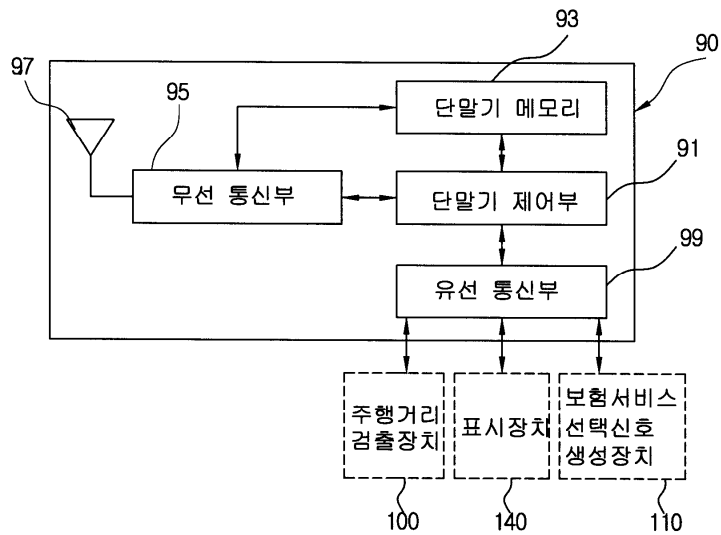 93
90
97
95
단말기 메모리
91
무선 통신부
단말기 제어부
99
유선 통신부
주행거리
검출장치
표시장치
보험서비스
선택신호
생성장치
100
140
110